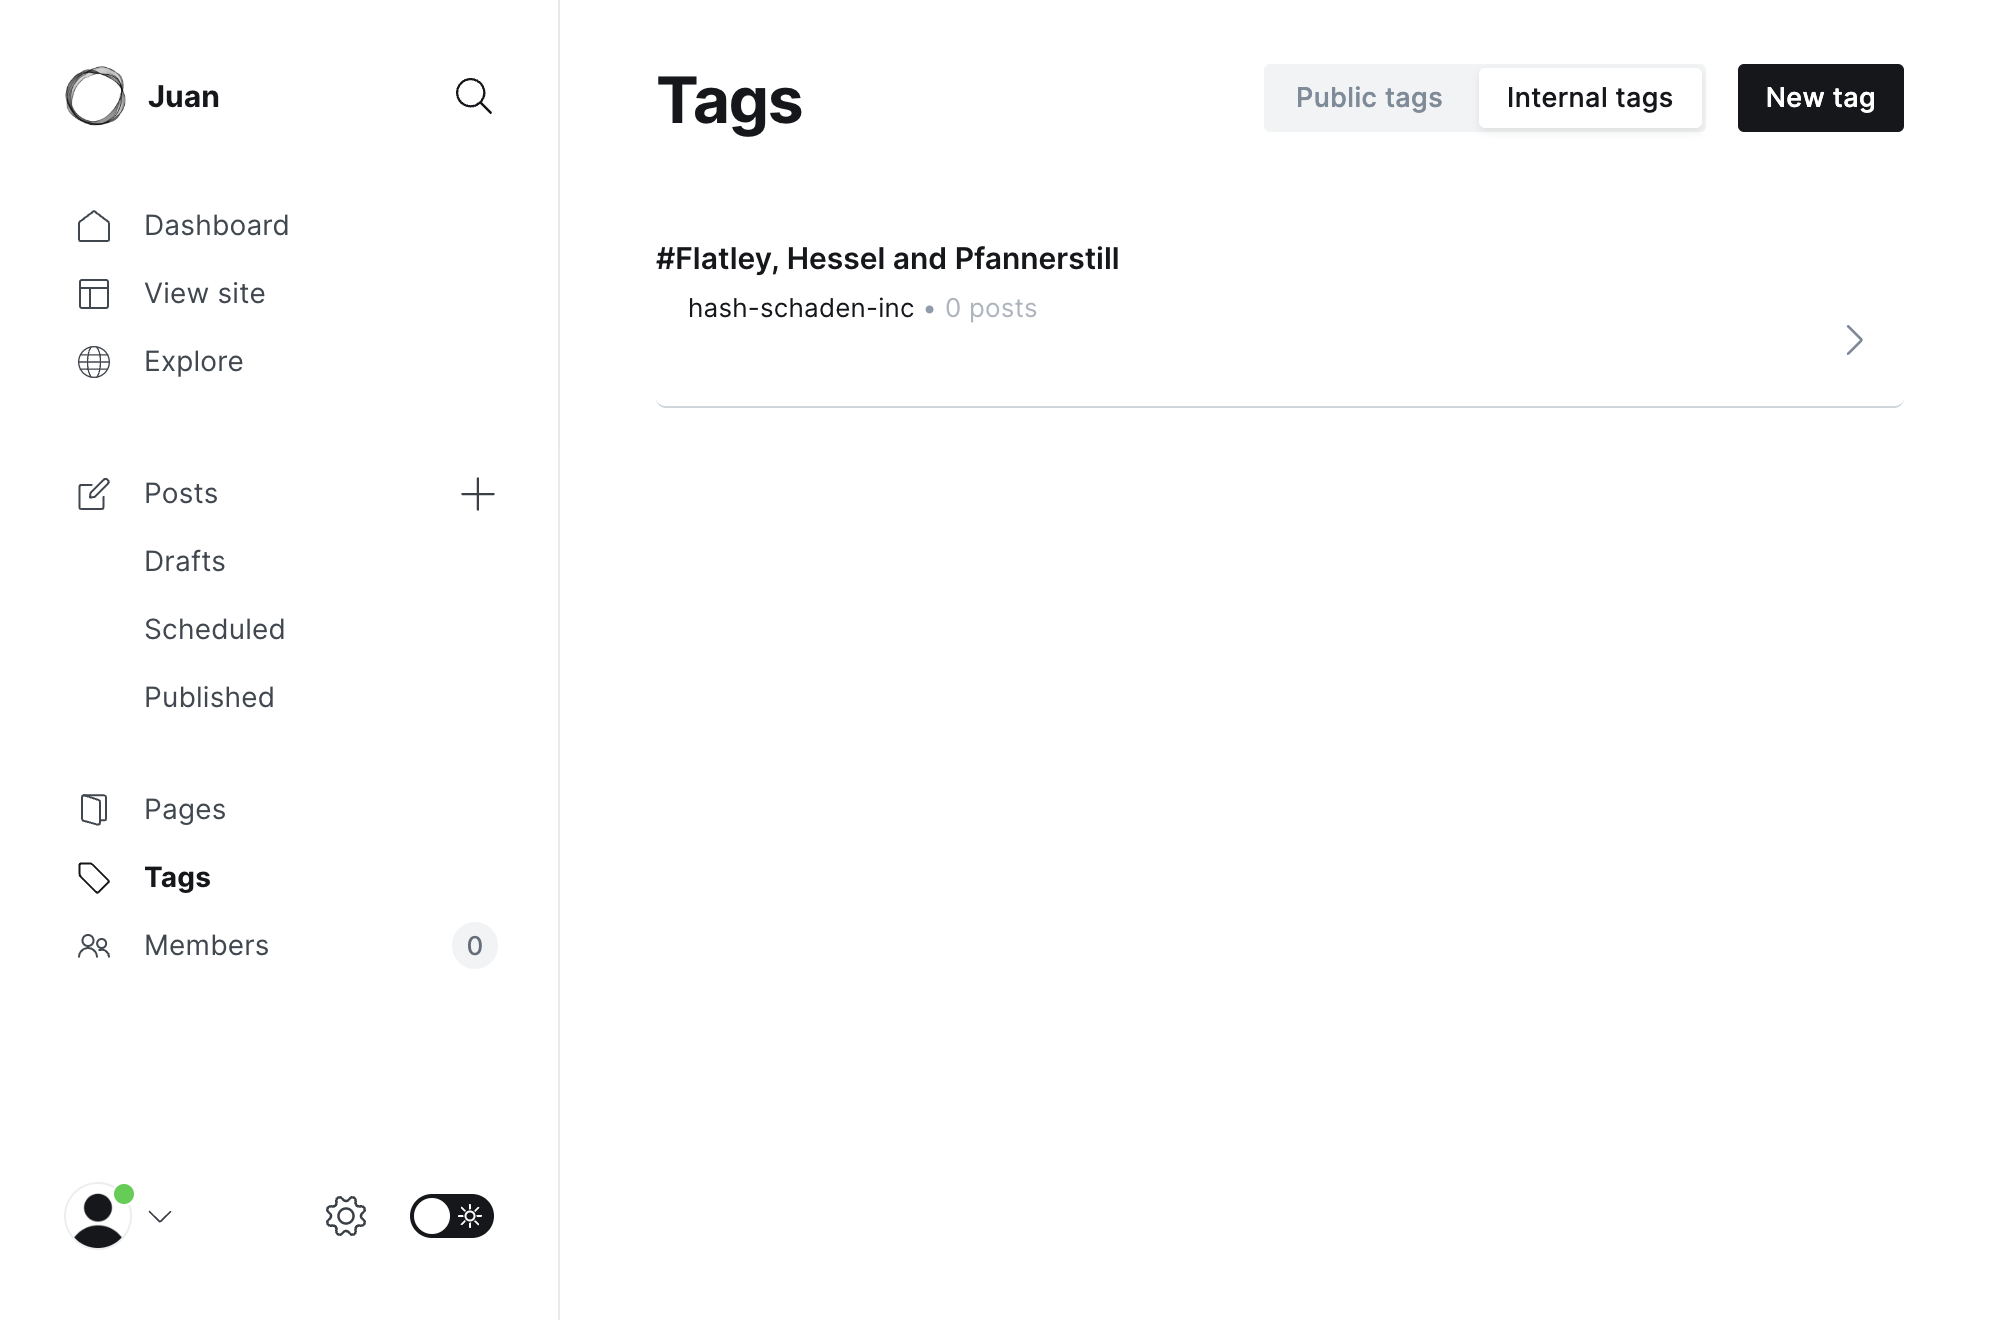 Juan
Dashboard
View site
Explore
Posts
Drafts
Scheduled
Published
Pages
Tags
Members 0
Tags
Public tags Internal tags New tag
#Flatley, Hessel and Pfannerstill
hash-schaden-inc • 0 posts